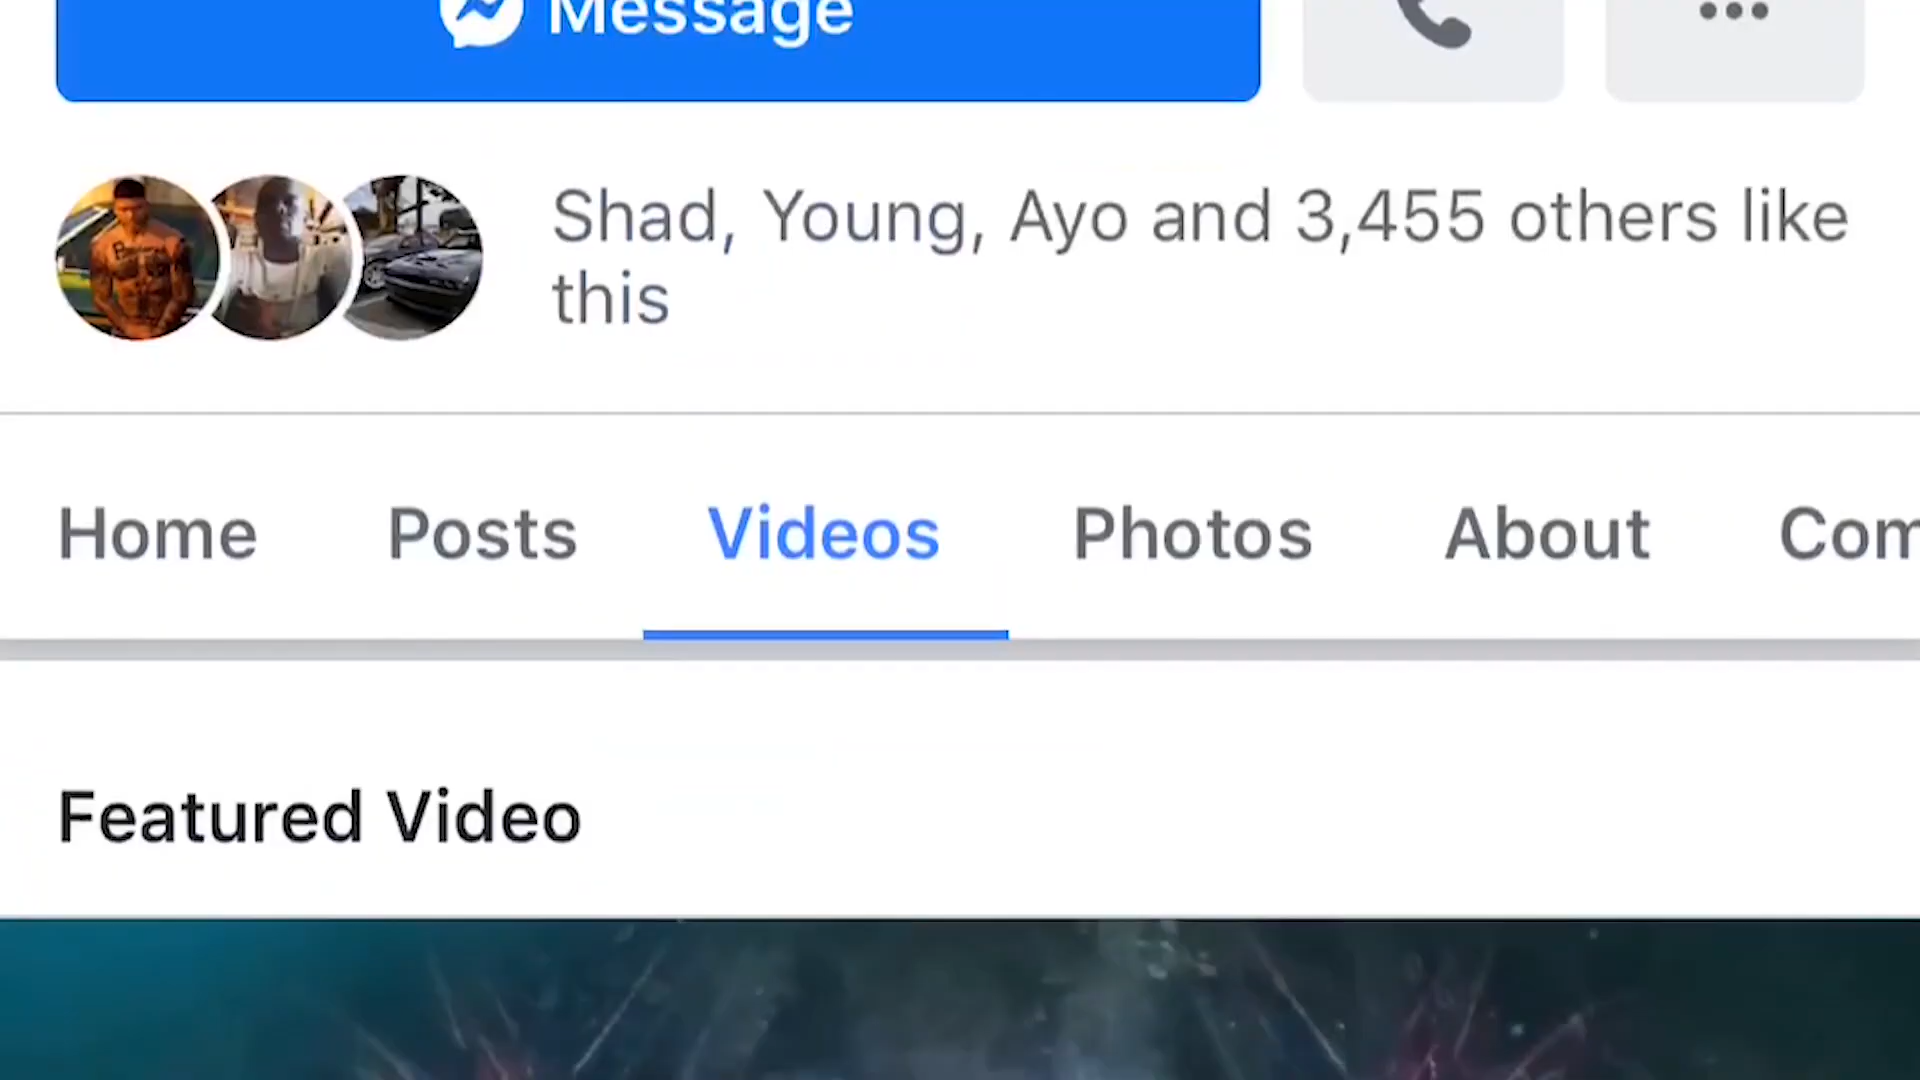 Message
Shad, Young, Ayo and 3,455 others like
this
Home Posts Videos Photos About Com
Featured Video